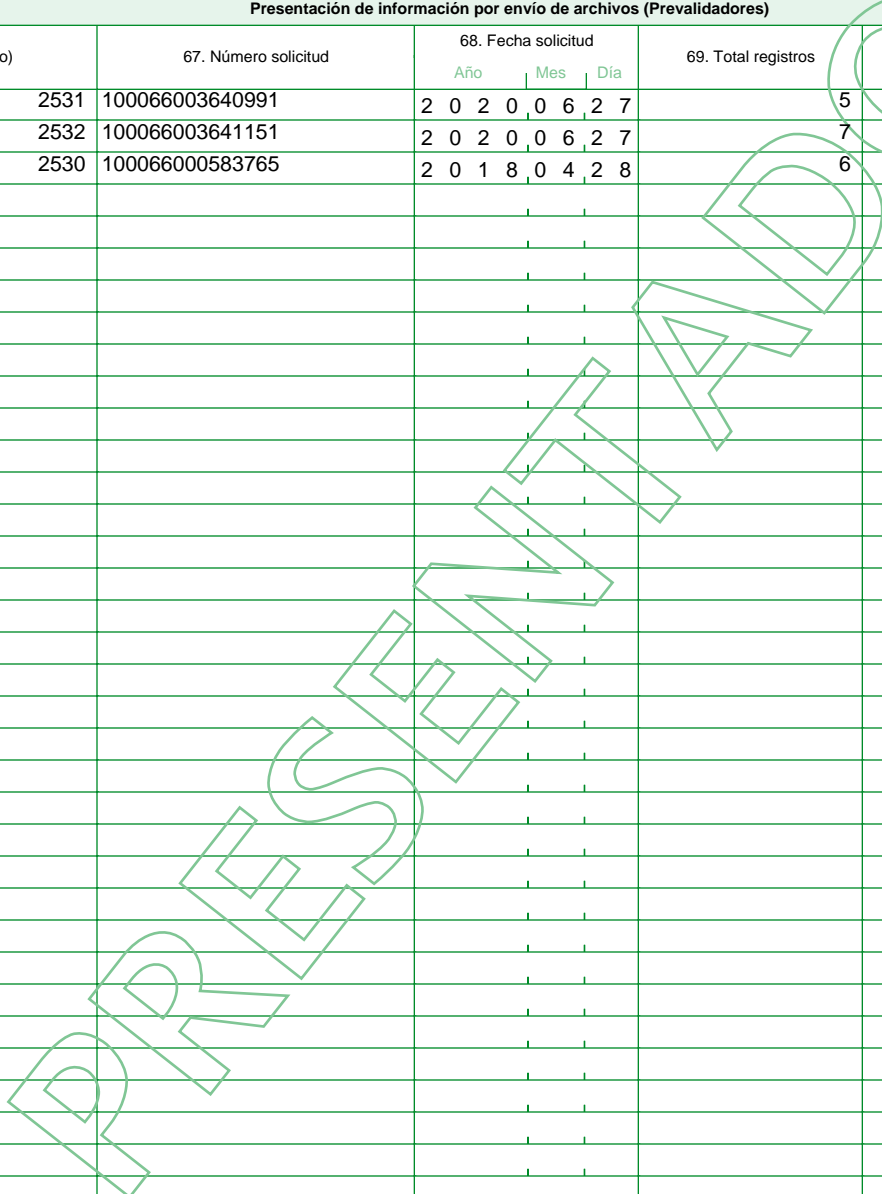 Presentación de información por envío de archivos (Prevalidadores)
o) 67. Número solicitud 68. Fecha solicitud 69. Total registros
Año Mes Día
2531 100066003640991 2 0 2 0 0 6 2 7 5
2532 100066003641151 2 0 2 0 0 6 2 7 7
2530 100066000583765 2 0 1 8 0 4 2 8 6
PRESENTADO